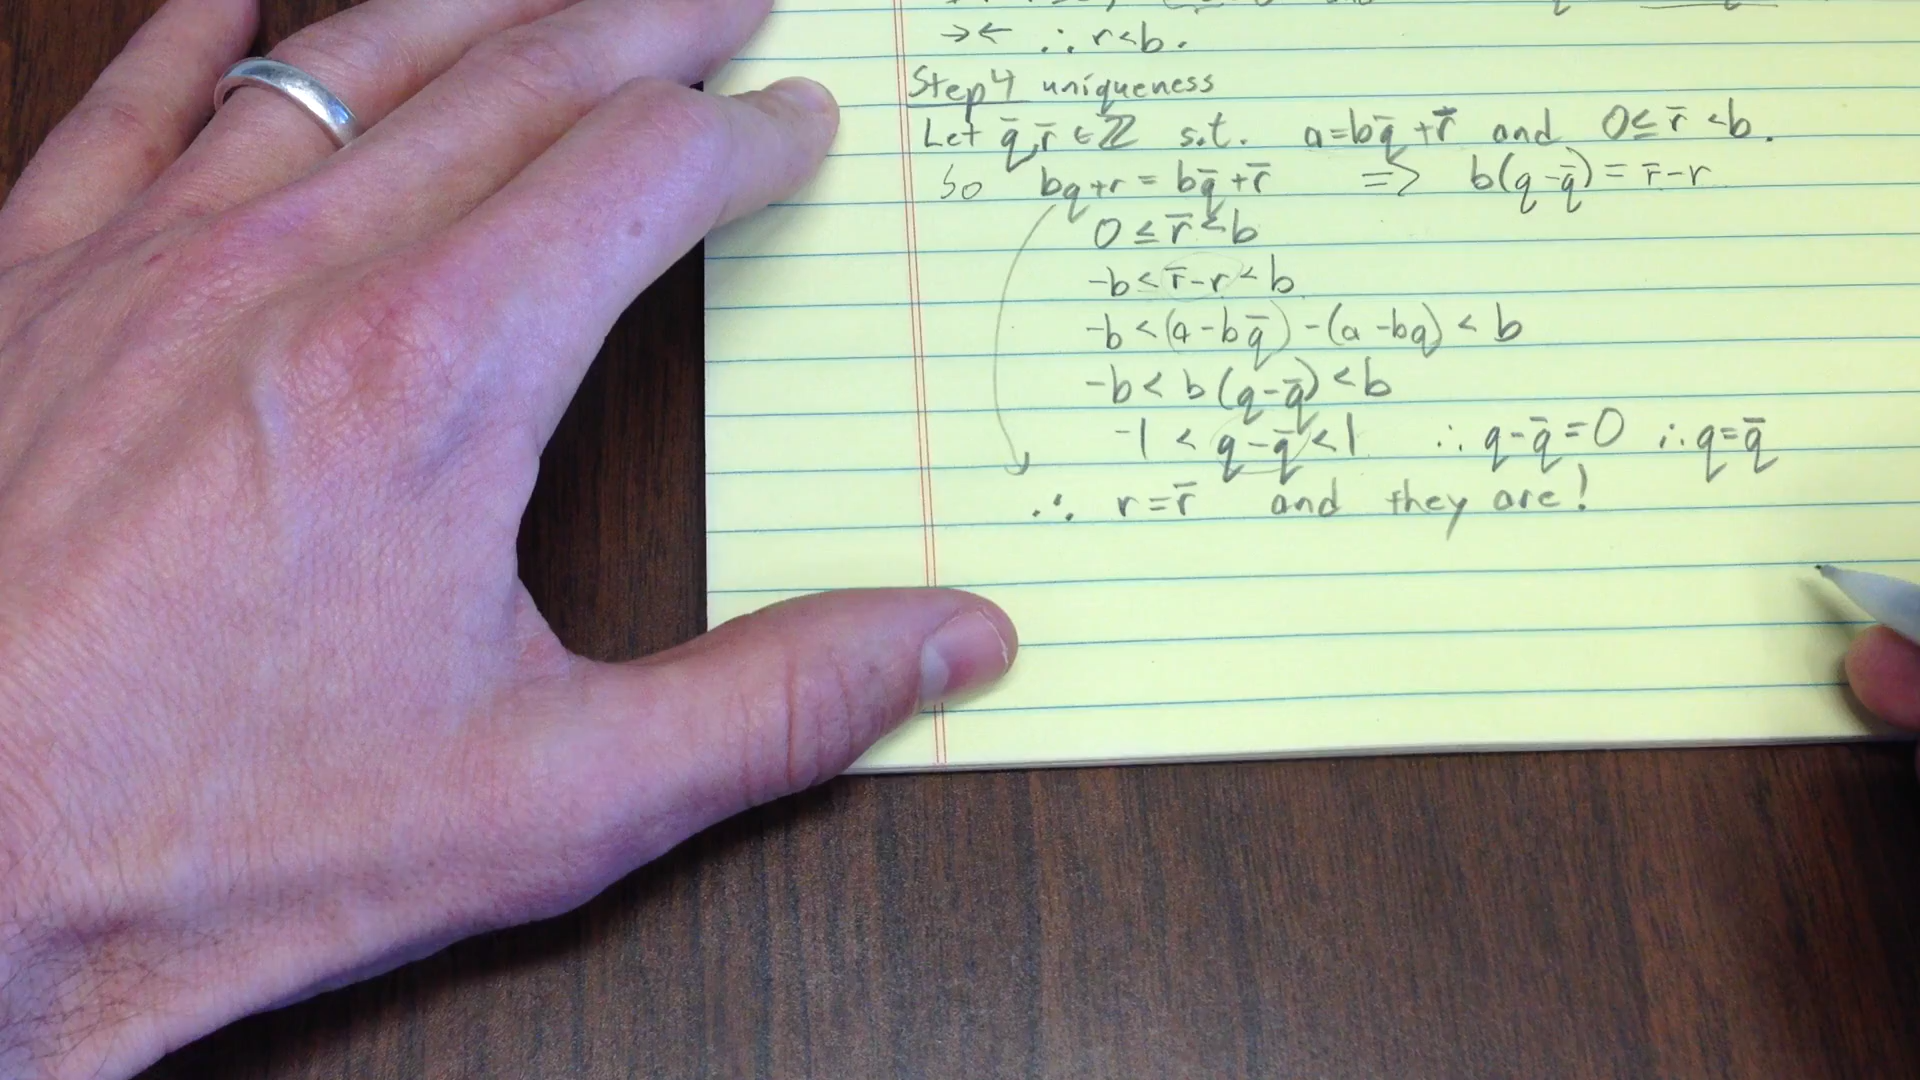 →← ∴ r<b.
Step 4 uniqueness
Let q̄, r̄ ∈ ℤ s.t. a=bq̄+r̄ and 0≤r̄<b.
So bq+r = bq̄+r̄ => b(q-q̄)=r̄-r
0≤r̄<b
-b<r̄-r<b
-b<(a-bq̄)-(a-bq)<b
-b<b(q-q̄)<b
-1<q-q̄<1 ∴ q-q̄=0 ∴ q=q̄
∴ r=r̄ and they are!